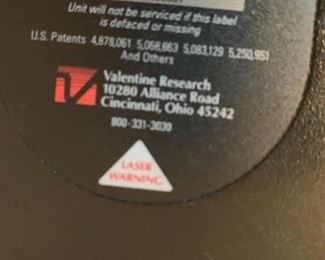 Unit will not be serviced if this label
is defaced or missing
U.S. Patents 4,878,061 5,068,663 5,083,129 5,250,951
And Others
Valentine Research
10280 Alliance Road
Cincinnati, Ohio 45242
800-331-3030
LASER
WARNING